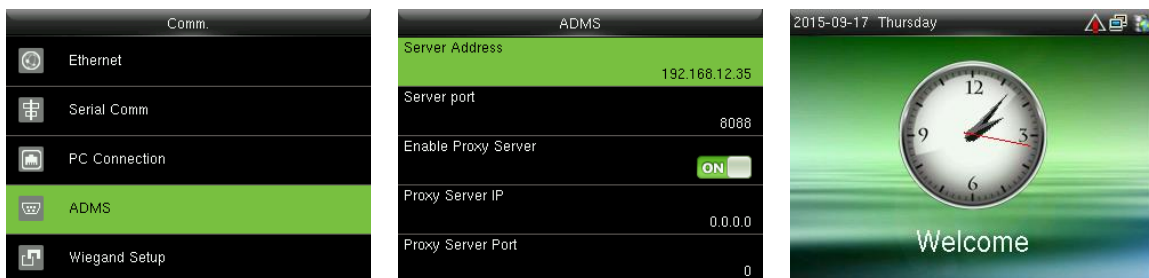 Comm.
Ethernet
Serial Comm
PC Connection
ADMS
Wiegand Setup
ADMS
Server Address
192.168.12.35
Server port
8088
Enable Proxy Server
ON
Proxy Server IP
0.0.0.0
Proxy Server Port
0
2015-09-17 Thursday
12
9
3
6
Welcome